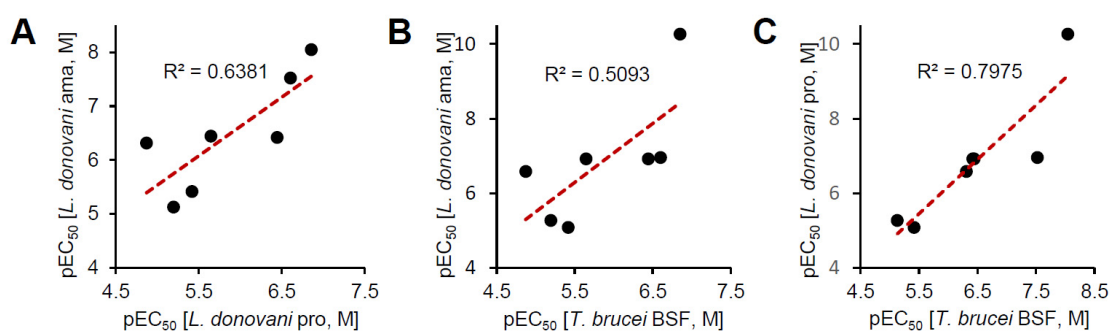 A
pEC₅₀ [L. donovani ama, M]
8
7
6
5
4
R² = 0.6381
4.5 5.5 6.5 7.5
pEC₅₀ [L. donovani pro, M]
B
pEC₅₀ [L. donovani ama, M]
10
8
6
4
R² = 0.5093
4.5 5.5 6.5 7.5
pEC₅₀ [T. brucei BSF, M]
C
pEC₅₀ [L. donovani pro, M]
10
8
6
4
R² = 0.7975
4.5 5.5 6.5 7.5 8.5
pEC₅₀ [T. brucei BSF, M]